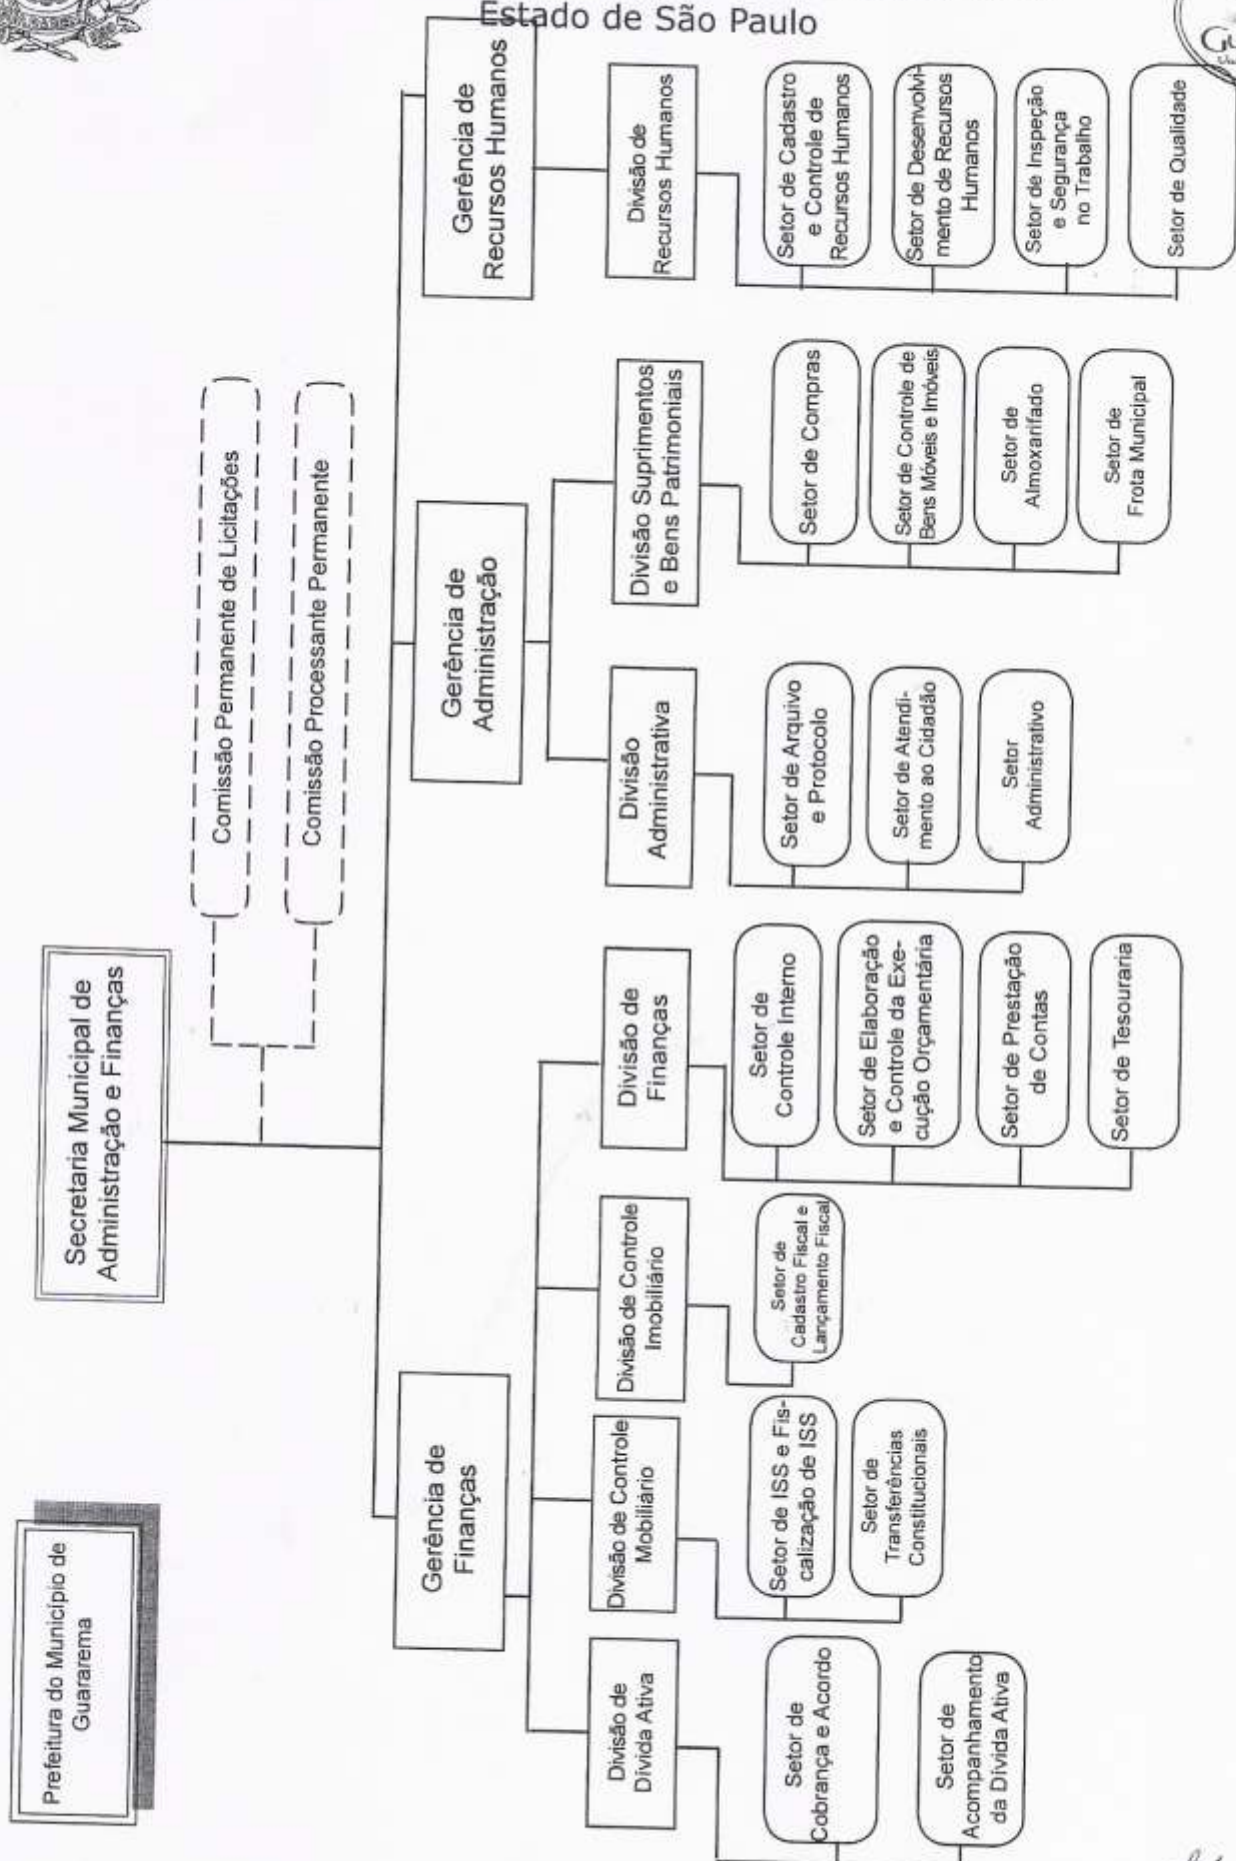 Estado de São Paulo
Prefeitura do Município de
Guararema
Secretaria Municipal de
Administração e Finanças
Comissão Permanente de Licitações
Comissão Processante Permanente
Gerência de
Finanças
Gerência de
Administração
Gerência de
Recursos Humanos
Divisão de
Divida Ativa
Divisão de Controle
Mobiliário
Divisão de Controle
Imobiliário
Divisão de
Finanças
Divisão
Administrativa
Divisão Suprimentos
e Bens Patrimoniais
Divisão de
Recursos Humanos
Setor de
Cobrança e Acordo
Setor de
Acompanhamento
da Divida Ativa
Setor de ISS e Fis-
calização de ISS
Setor de
Transferências
Constitucionais
Setor de
Cadastro Fiscal e
Lançamento Fiscal
Setor de
Controle Interno
Setor de Elaboração
e Controle da Exe-
cução Orçamentária
Setor de Prestação
de Contas
Setor de Tesouraria
Setor de Arquivo
e Protocolo
Setor de Atendi-
mento ao Cidadão
Setor
Administrativo
Setor de Compras
Setor de Controle de
Bens Móveis e Imóveis
Setor de
Almoxarifado
Setor de
Frota Municipal
Setor de Cadastro
e Controle de
Recursos Humanos
Setor de Desenvolvi-
mento de Recursos
Humanos
Setor de Inspeção
e Segurança
no Trabalho
Setor de Qualidade